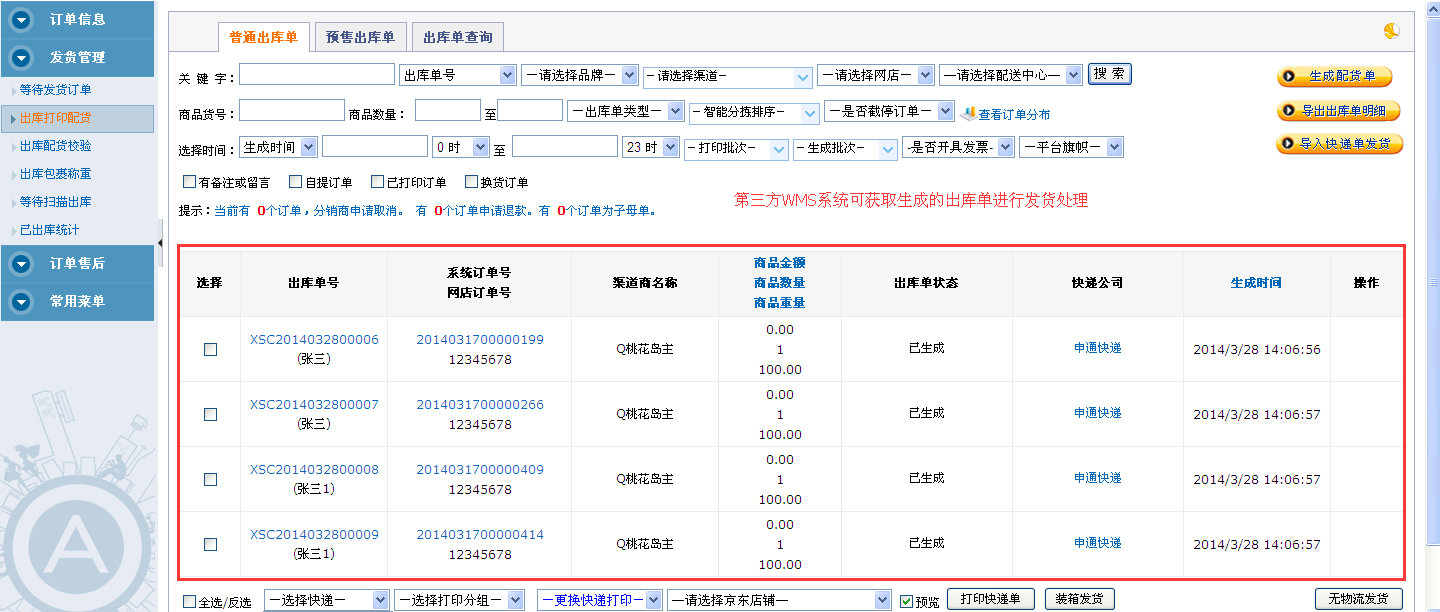 订单信息
发货管理
等待发货订单
出库打印配货
出库配货校验
出库包裹称重
等待扫描出库
已出库统计
订单售后
常用菜单
普通出库单 预售出库单 出库单查询
关 键 字： 出库单号 —请选择品牌— －请选择渠道－ —请选择网店— —请选择配送中心— 搜 索
生成配货单
商品货号： 商品数量： 至 —出库单类型— －智能分拣排序－ —是否截停订单— 查看订单分布
导出出库单明细
选择时间： 生成时间 0 时 至 23 时 －打印批次－ －生成批次－ -是否开具发票- —平台旗帜—
导入快递单发货
有备注或留言 自提订单 已打印订单 换货订单
提示：当前有 0个订单，分销商申请取消。 有 0个订单申请退款。有 0个订单为子母单。
第三方WMS系统可获取生成的出库单进行发货处理
选择 出库单号 系统订单号 渠道商名称 商品金额 出库单状态 快递公司 生成时间 操作
网店订单号 商品数量
商品重量
XSC2014032800006 2014031700000199 Q桃花岛主 0.00 已生成 申通快递 2014/3/28 14:06:56
(张三) 12345678 1
100.00
XSC2014032800007 2014031700000266 Q桃花岛主 0.00 已生成 申通快递 2014/3/28 14:06:57
(张三) 12345678 1
100.00
XSC2014032800008 2014031700000409 Q桃花岛主 0.00 已生成 申通快递 2014/3/28 14:06:57
(张三1) 12345678 1
100.00
XSC2014032800009 2014031700000414 Q桃花岛主 0.00 已生成 申通快递 2014/3/28 14:06:57
(张三1) 12345678 1
100.00
全选/反选 —选择快递— —选择打印分组— —更换快递打印— —请选择京东店铺— 预览 打印快递单 装箱发货 无物流发货